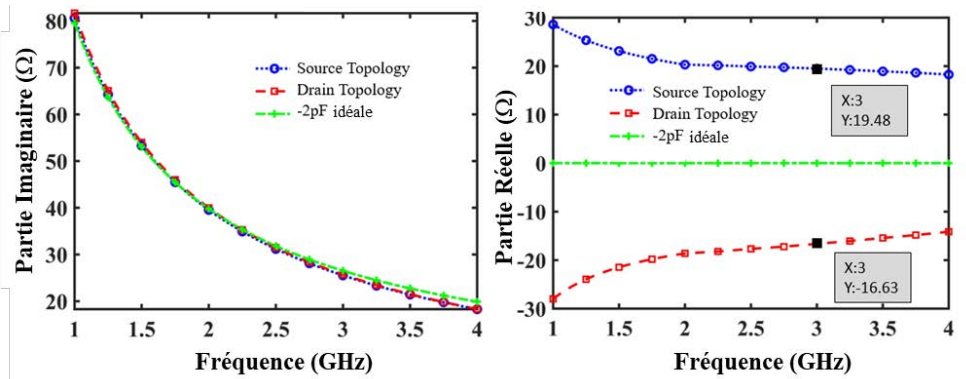 Partie Imaginaire (Ω)
80
70
60
50
40
30
20
Source Topology
Drain Topology
-2pF idéale
1 1.5 2 2.5 3 3.5 4
Fréquence (GHz)
Partie Réelle (Ω)
30
20
10
0
-10
-20
-30
Source Topology
Drain Topology
-2pF idéale
X:3
Y:19.48
X:3
Y:-16.63
1 1.5 2 2.5 3 3.5 4
Fréquence (GHz)